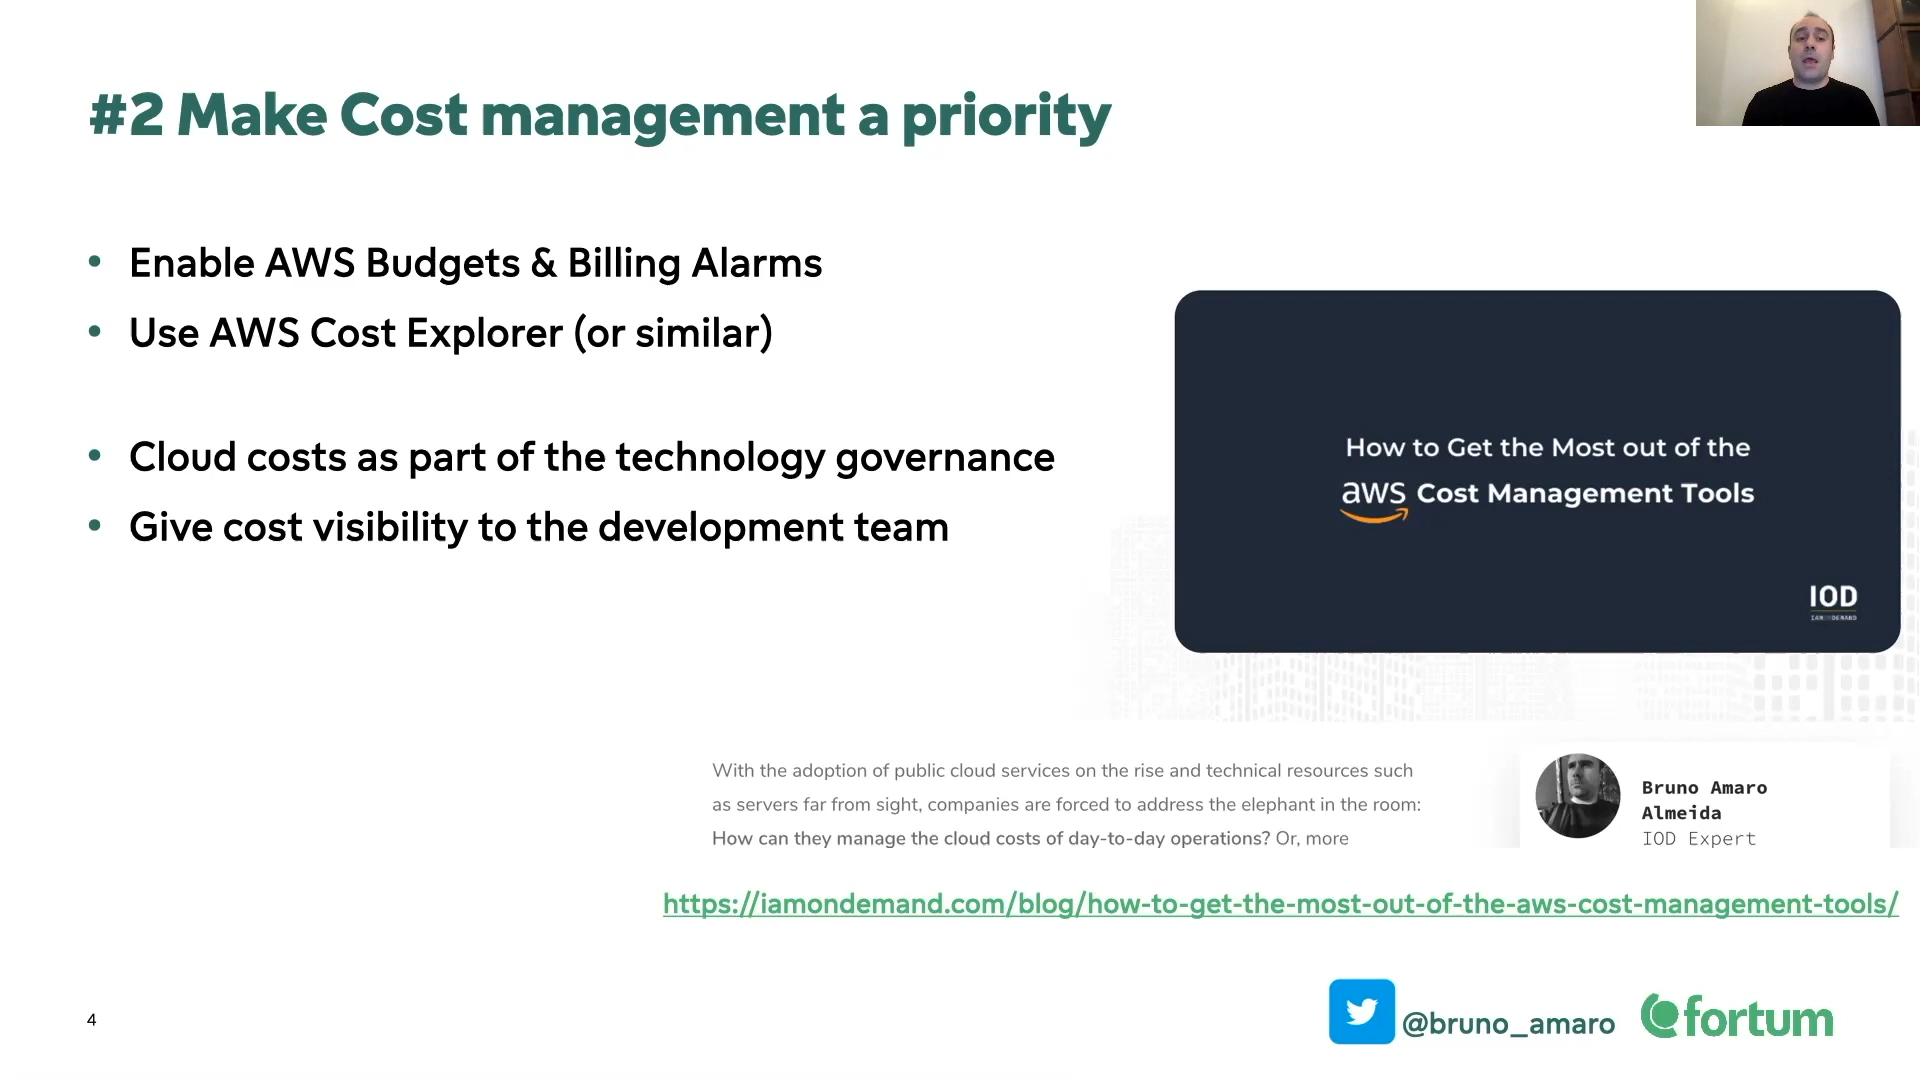 #2 Make Cost management a priority
• Enable AWS Budgets & Billing Alarms
• Use AWS Cost Explorer (or similar)
• Cloud costs as part of the technology governance
• Give cost visibility to the development team
How to Get the Most out of the
aws Cost Management Tools
IOD
With the adoption of public cloud services on the rise and technical resources such
as servers far from sight, companies are forced to address the elephant in the room:
How can they manage the cloud costs of day-to-day operations? Or, more
Bruno Amaro
Almeida
IOD Expert
https://iamondemand.com/blog/how-to-get-the-most-out-of-the-aws-cost-management-tools/
4
@bruno_amaro
fortum